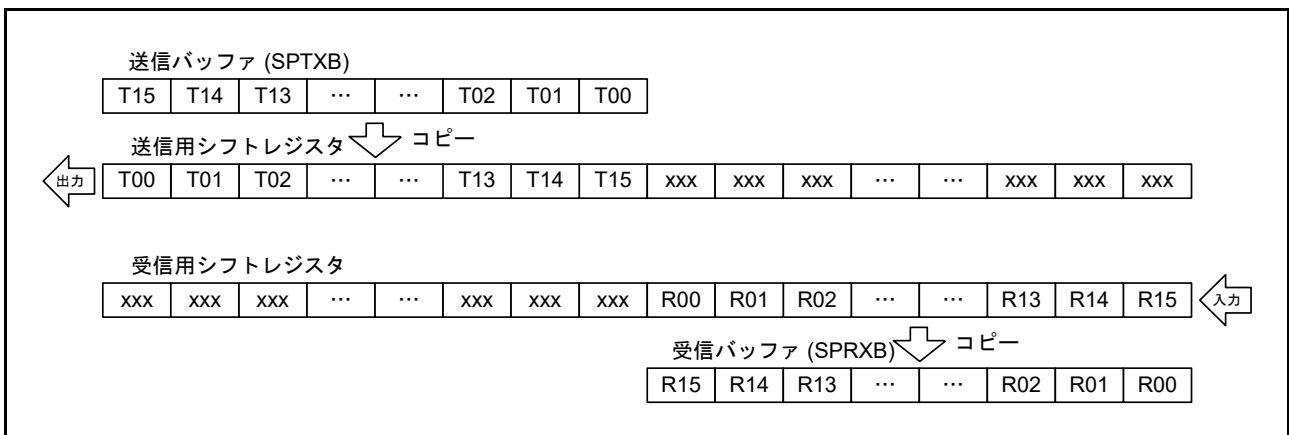 送信バッファ (SPTXB)
T15 T14 T13 … … T02 T01 T00
コピー
送信用シフトレジスタ
出力 T00 T01 T02 … … T13 T14 T15 xxx xxx xxx … … xxx xxx xxx
受信用シフトレジスタ
xxx xxx xxx … … xxx xxx xxx R00 R01 R02 … … R13 R14 R15 入力
コピー
受信バッファ (SPRXB)
R15 R14 R13 … … R02 R01 R00